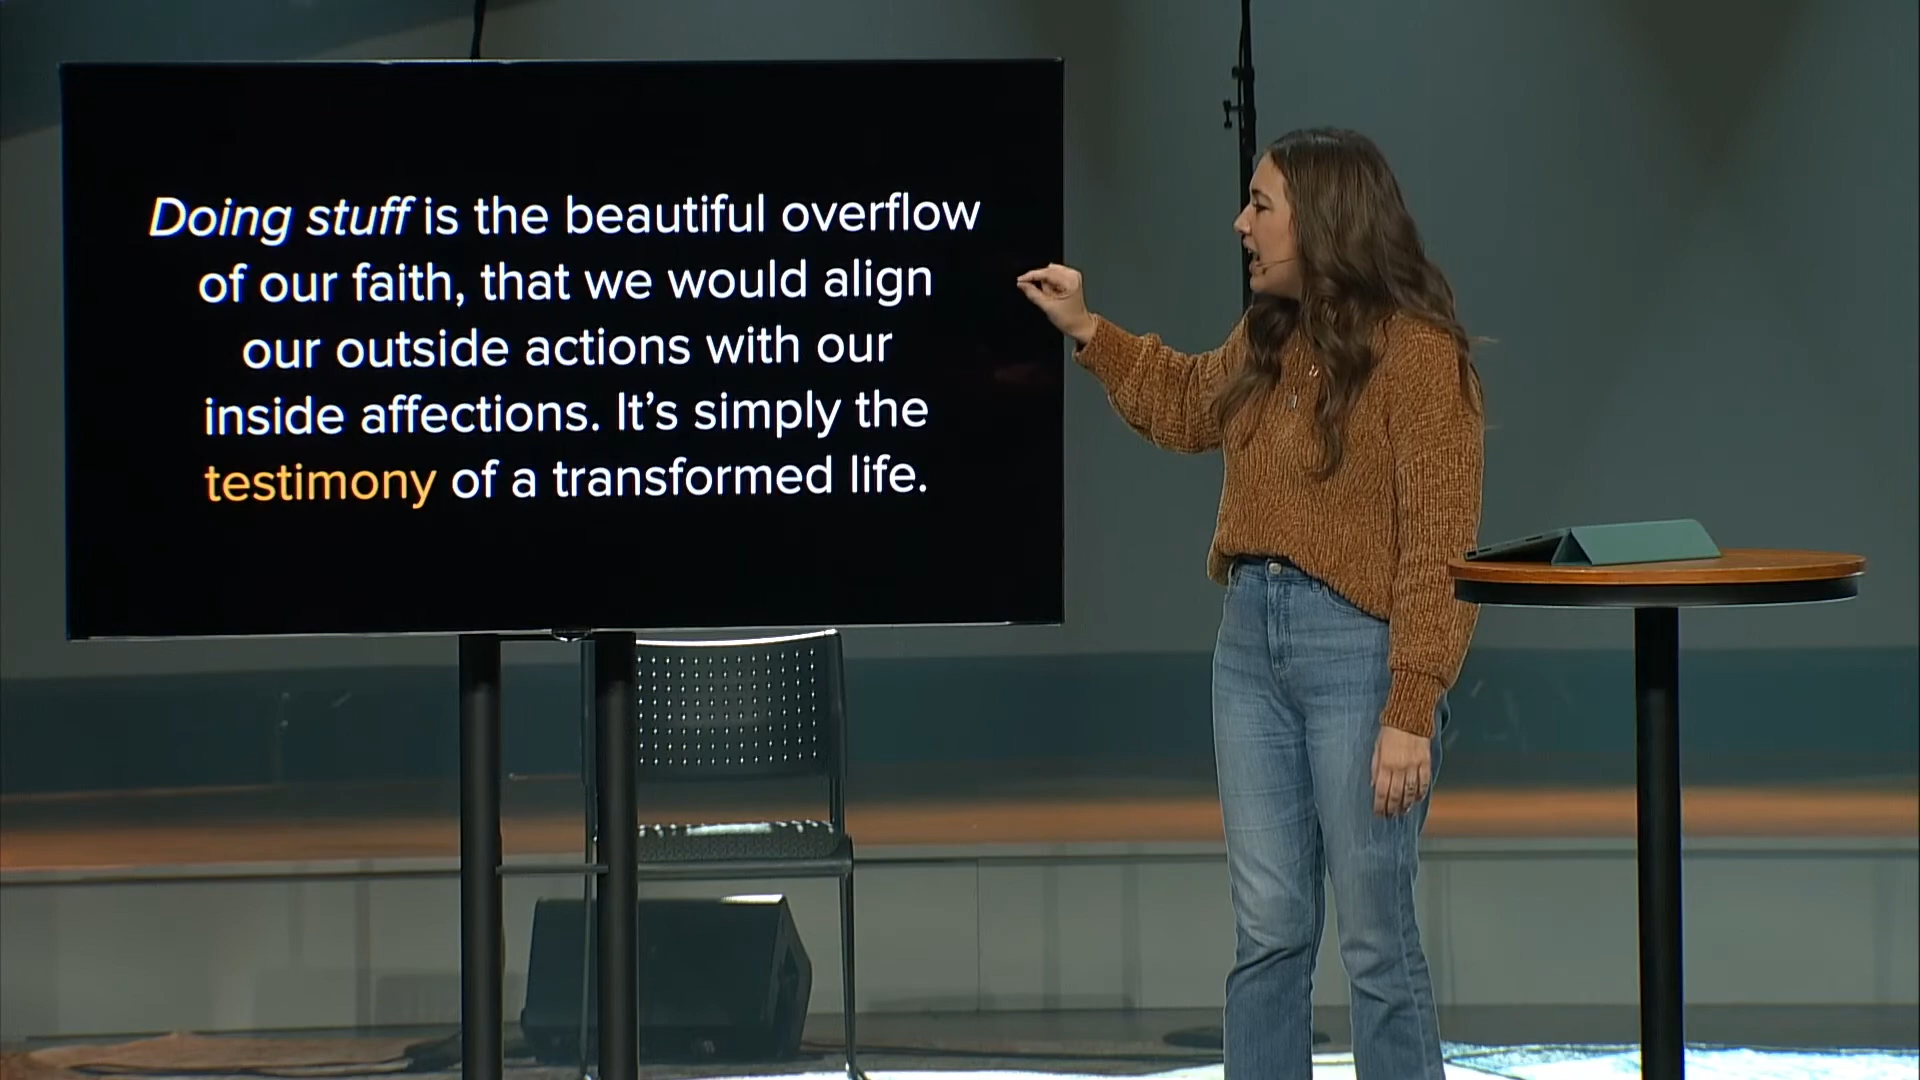 Doing stuff is the beautiful overflow
of our faith, that we would align
our outside actions with our
inside affections. It’s simply the
testimony of a transformed life.